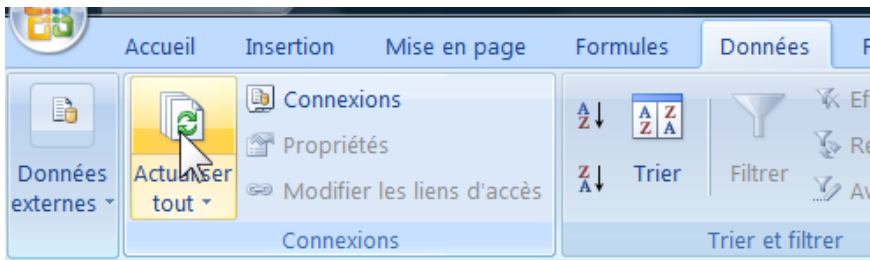 Accueil Insertion Mise en page Formules Données
Connexions
Propriétés
Modifier les liens d'accès
Données
externes
Actualiser
tout
Connexions
A
Z
Z
A
A Z
Z A
Trier
Filtrer
Trier et filtrer